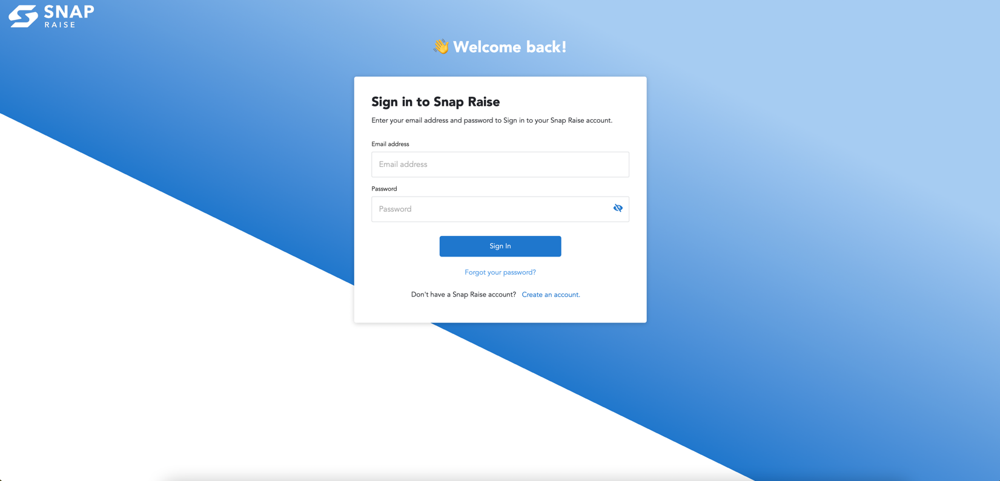 SNAP
RAISE
👋 Welcome back!
Sign in to Snap Raise
Enter your email address and password to Sign in to your Snap Raise account.
Email address
Email address
Password
Password
Sign In
Forgot your password?
Don't have a Snap Raise account? Create an account.